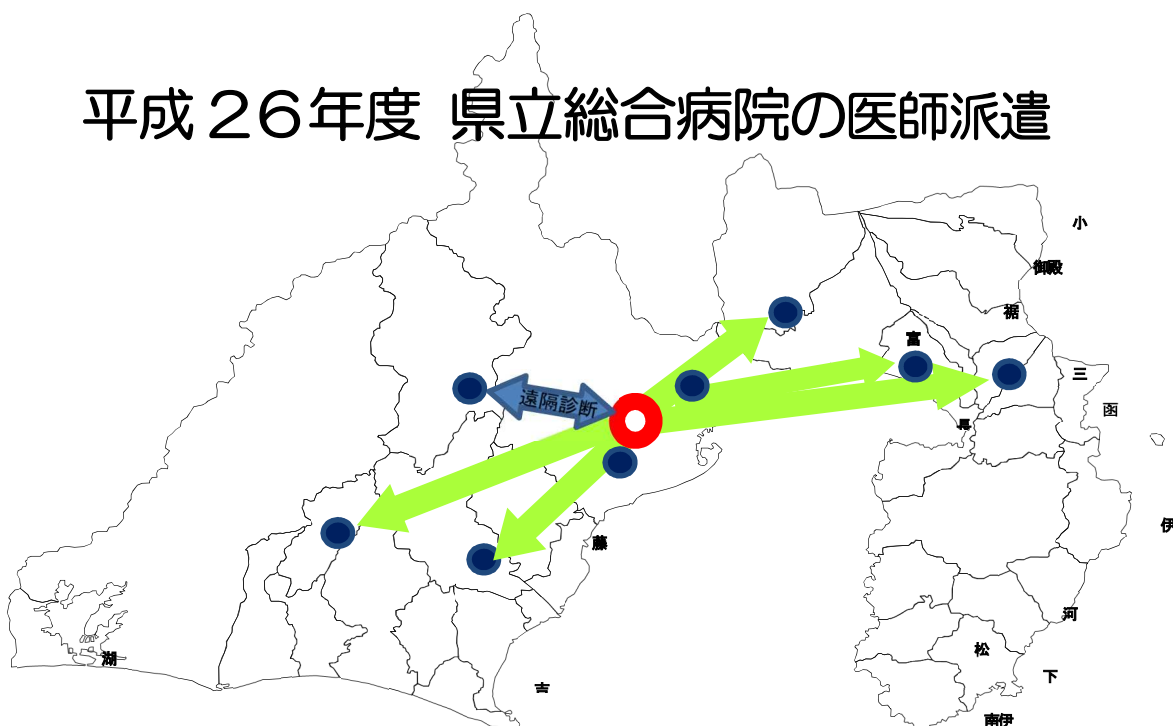 平成２６年度 県立総合病院の医師派遣
小
御殿
裾
富
三
函
遠隔診断
伊
藤
河
湖
松
下
吉
南伊